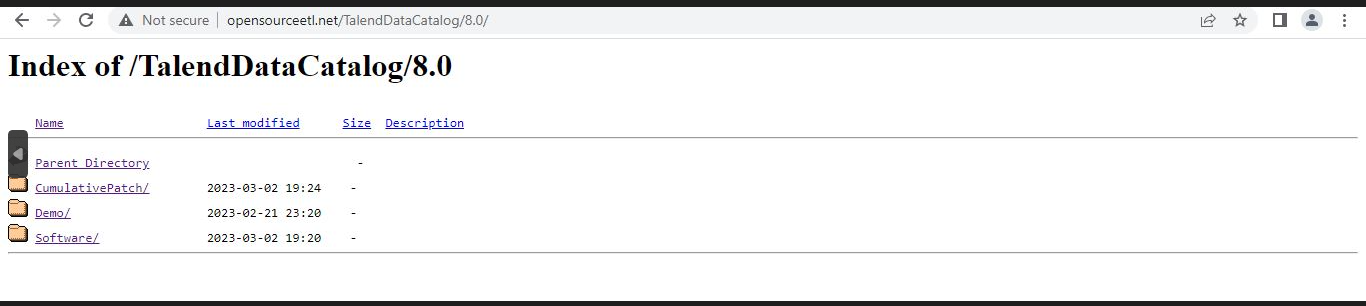 Not secure opensourceetl.net/TalendDataCatalog/8.0/
Index of /TalendDataCatalog/8.0
Name Last modified Size Description
Parent Directory -
CumulativePatch/ 2023-03-02 19:24 -
Demo/ 2023-02-21 23:20 -
Software/ 2023-03-02 19:20 -